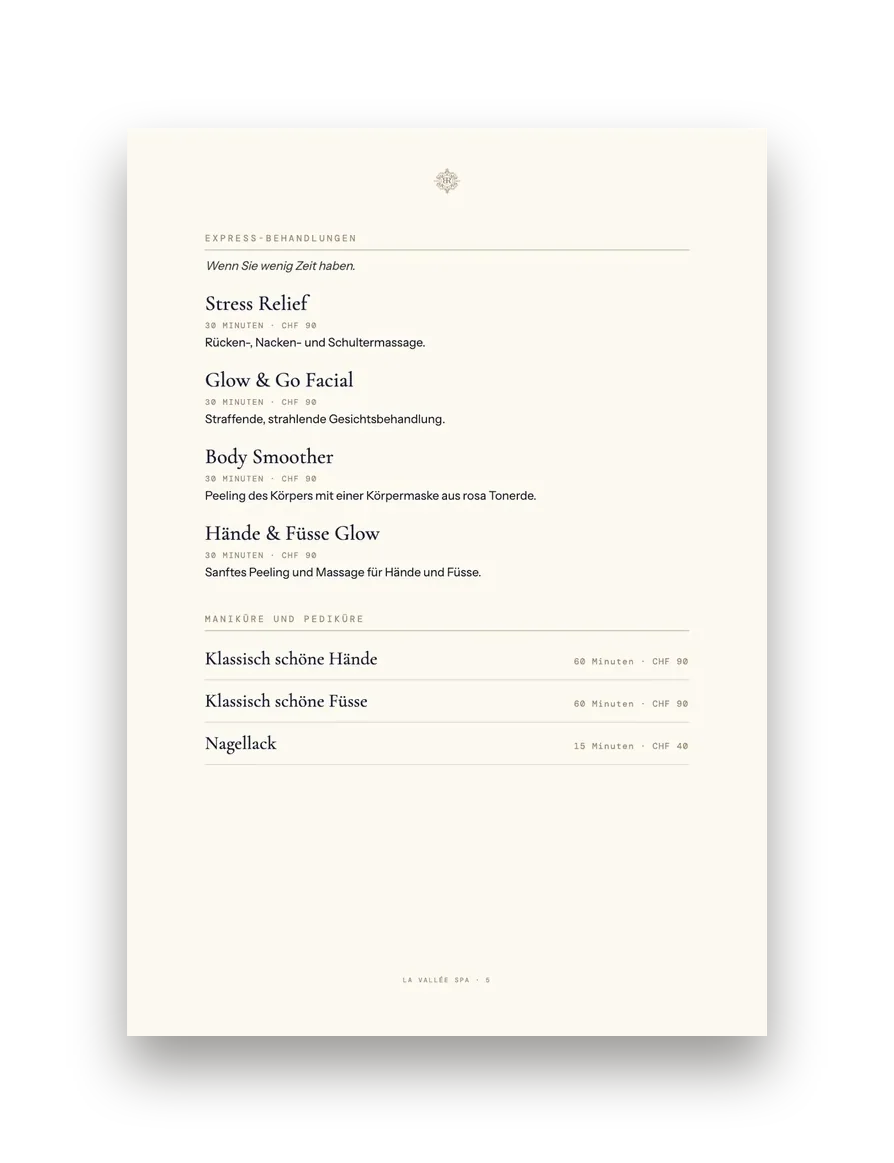 EXPRESS-BEHANDLUNGEN
Wenn Sie wenig Zeit haben.
Stress Relief
30 MINUTEN · CHF 90
Rücken-, Nacken- und Schultermassage.
Glow & Go Facial
30 MINUTEN · CHF 90
Straffende, strahlende Gesichtsbehandlung.
Body Smoother
30 MINUTEN · CHF 90
Peeling des Körpers mit einer Körpermaske aus rosa Tonerde.
Hände & Füsse Glow
30 MINUTEN · CHF 90
Sanftes Peeling und Massage für Hände und Füsse.
MANIKÜRE UND PEDIKÜRE
Klassisch schöne Hände 60 Minuten · CHF 90
Klassisch schöne Füsse 60 Minuten · CHF 90
Nagellack 15 Minuten · CHF 40
LA VALLÉE SPA · 5